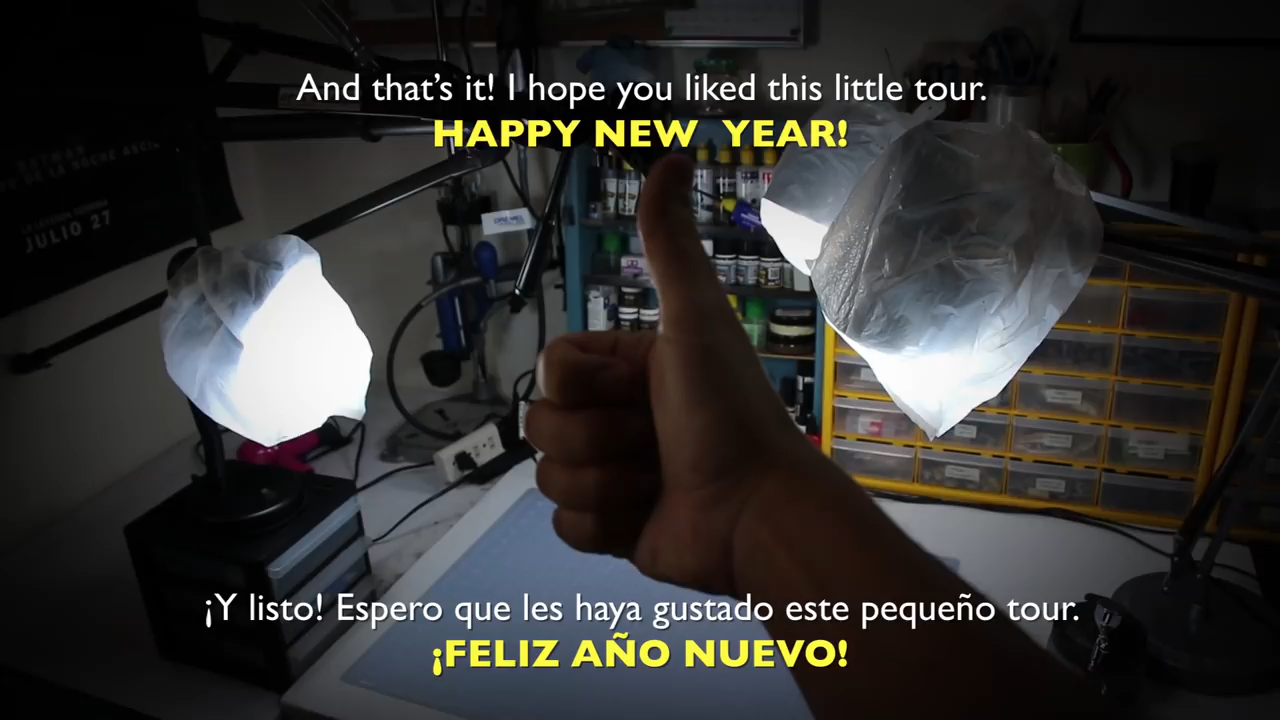 And that's it! I hope you liked this little tour.
HAPPY NEW YEAR!
JULIO 27
DREMEL
¡Y listo! Espero que les haya gustado este pequeño tour.
¡FELIZ AÑO NUEVO!